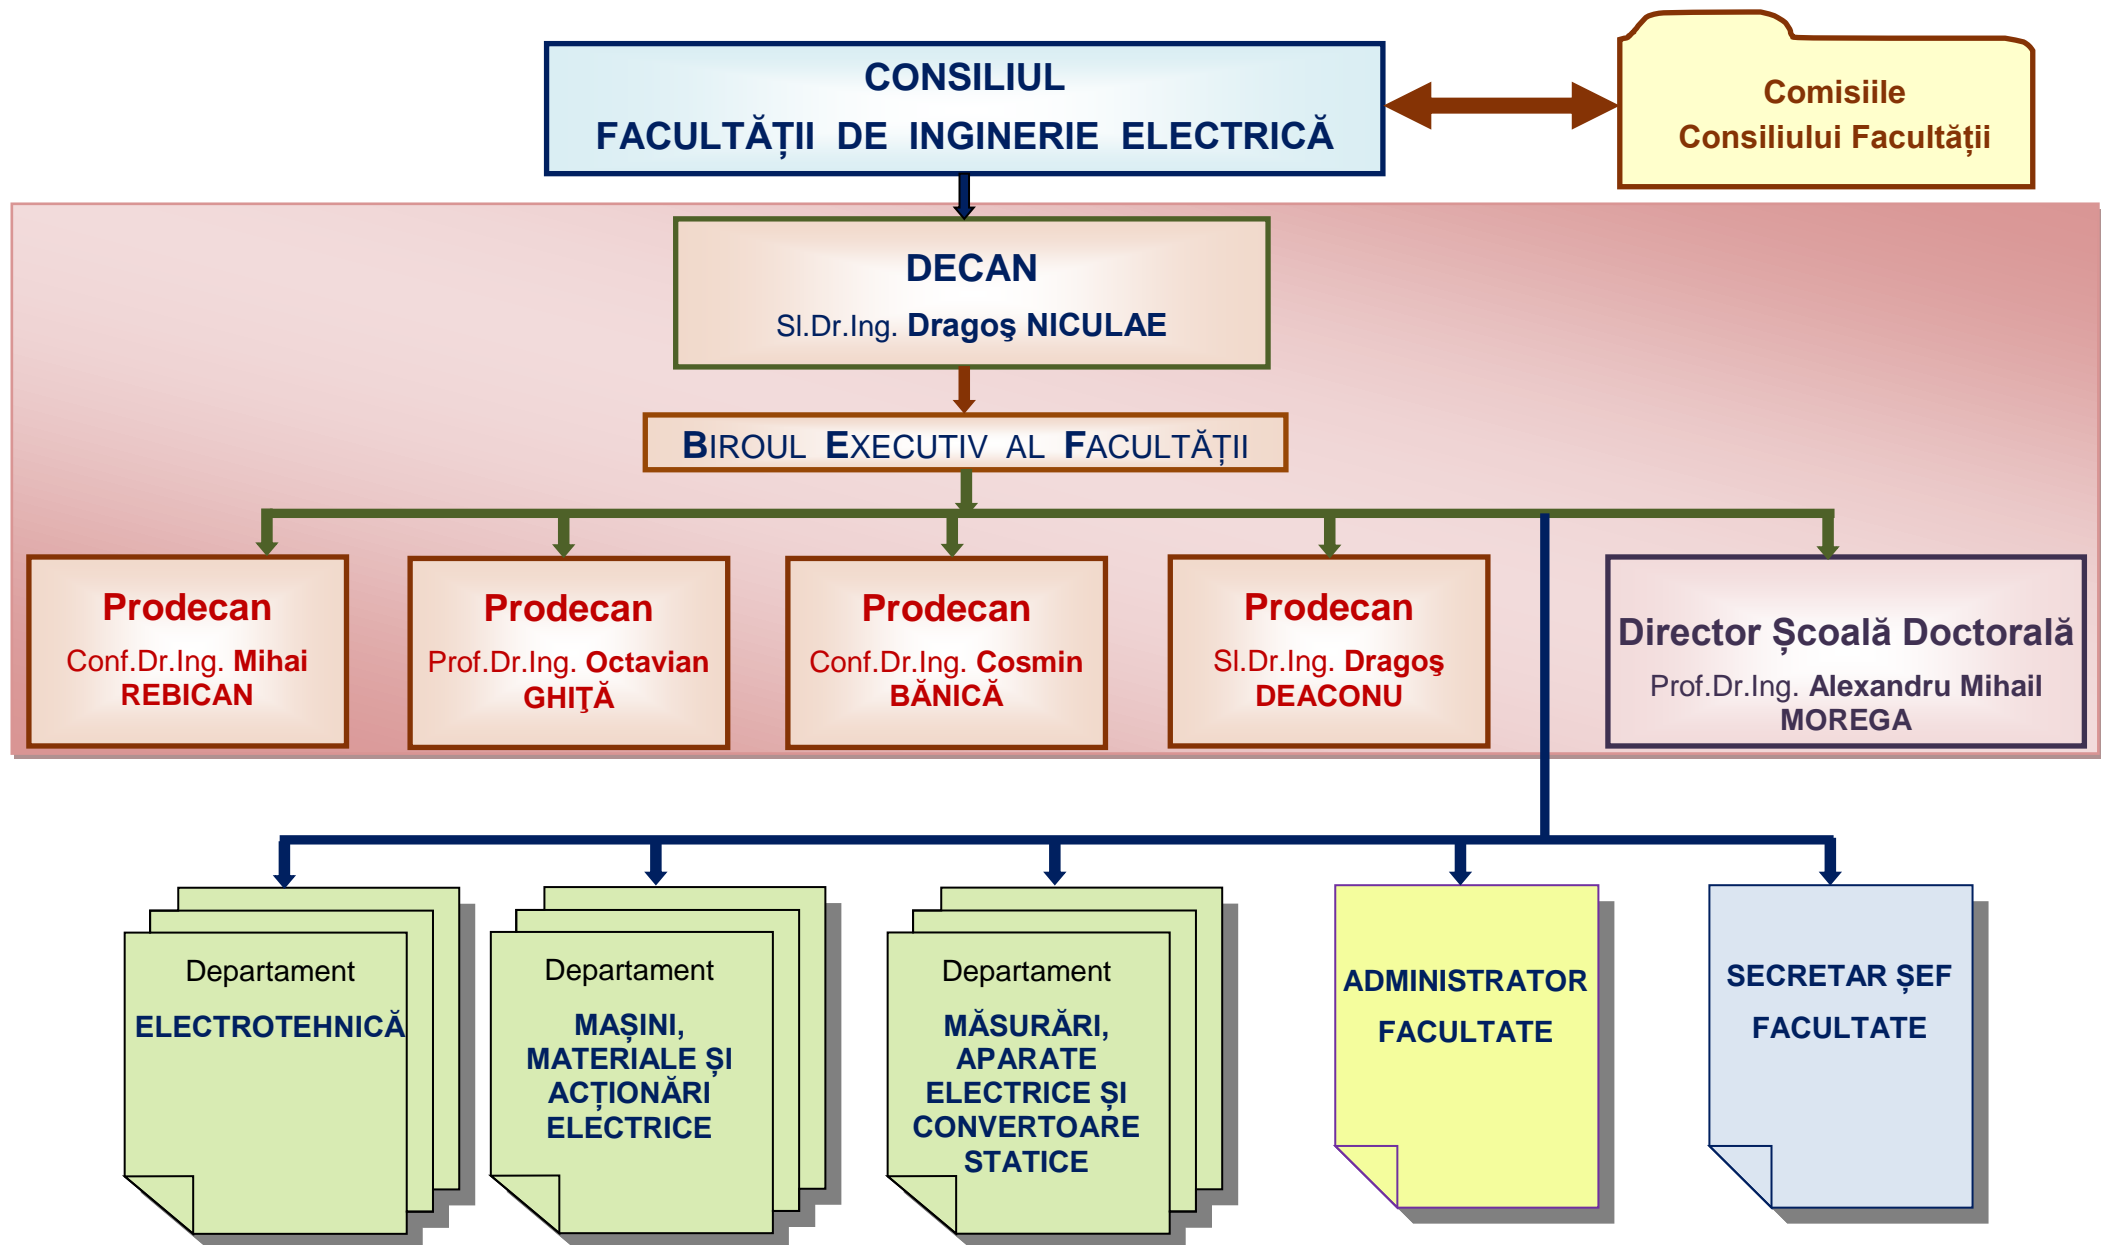 CONSILIUL
FACULTĂȚII DE INGINERIE ELECTRICĂ
Comisiile
Consiliului Facultății
DECAN
Sl.Dr.Ing. Dragoş NICULAE
BIROUL EXECUTIV AL FACULTĂȚII
Prodecan
Conf.Dr.Ing. Mihai
REBICAN
Prodecan
Prof.Dr.Ing. Octavian
GHIŢĂ
Prodecan
Conf.Dr.Ing. Cosmin
BĂNICĂ
Prodecan
Sl.Dr.Ing. Dragoş
DEACONU
Director Școală Doctorală
Prof.Dr.Ing. Alexandru Mihail
MOREGA
Departament
ELECTROTEHNICĂ
Departament
MAȘINI,
MATERIALE ȘI
ACȚIONĂRI
ELECTRICE
Departament
MĂSURĂRI,
APARATE
ELECTRICE ȘI
CONVERTOARE
STATICE
ADMINISTRATOR
FACULTATE
SECRETAR ȘEF
FACULTATE